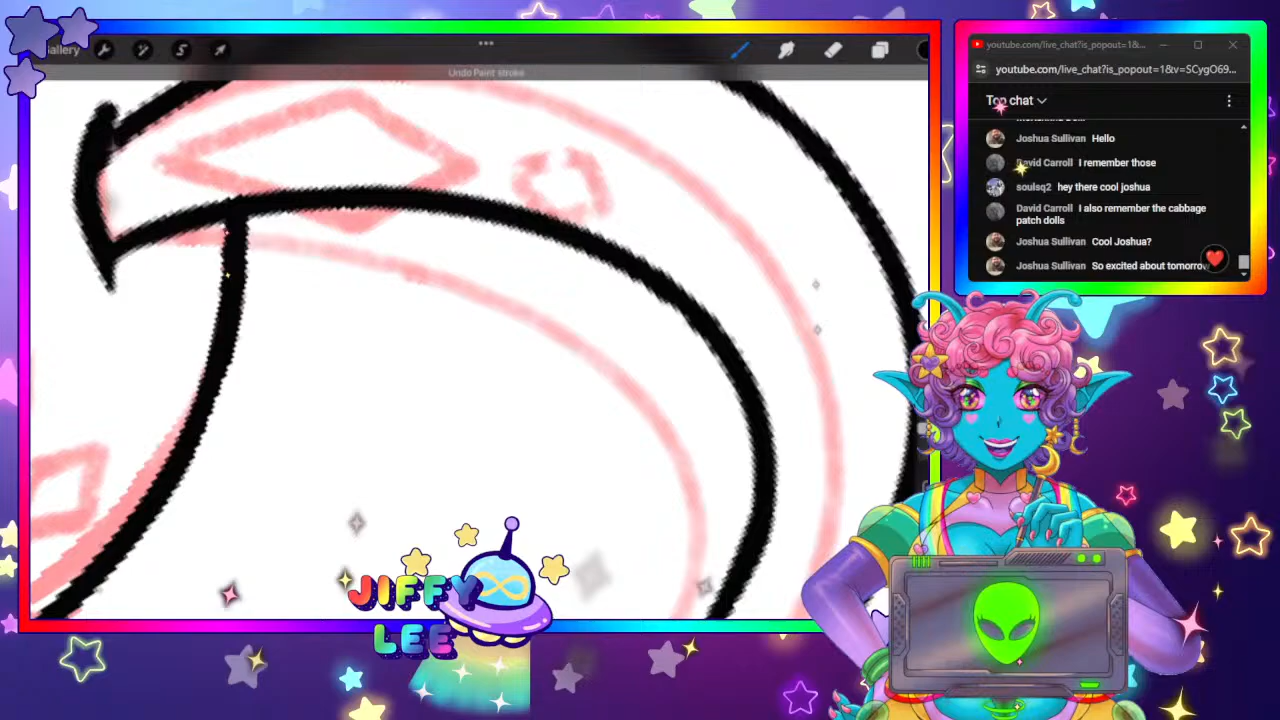 allery
Undo Paint stroke
youtube.com/live_chat?is_popout=1&...
youtube.com/live_chat?is_popout=1&v=SCygO69...
Top chat
Joshua Sullivan Hello
David Carroll I remember those
soulsq2 hey there cool joshua
David Carroll I also remember the cabbage
patch dolls
Joshua Sullivan Cool Joshua?
Joshua Sullivan So excited about tomorro
JIFFY
LEE